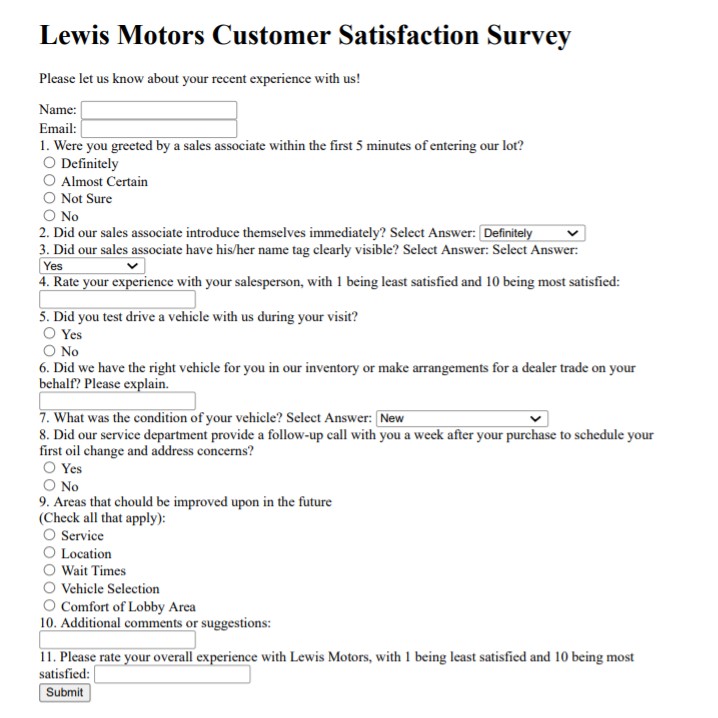 Lewis Motors Customer Satisfaction Survey
Please let us know about your recent experience with us!
Name:
Email:
1. Were you greeted by a sales associate within the first 5 minutes of entering our lot?
Definitely
Almost Certain
Not Sure
No
2. Did our sales associate introduce themselves immediately? Select Answer: Definitely
3. Did our sales associate have his/her name tag clearly visible? Select Answer: Select Answer:
Yes
4. Rate your experience with your salesperson, with 1 being least satisfied and 10 being most satisfied:
5. Did you test drive a vehicle with us during your visit?
Yes
No
6. Did we have the right vehicle for you in our inventory or make arrangements for a dealer trade on your
behalf? Please explain.
7. What was the condition of your vehicle? Select Answer: New
8. Did our service department provide a follow-up call with you a week after your purchase to schedule your
first oil change and address concerns?
Yes
No
9. Areas that chould be improved upon in the future
(Check all that apply):
Service
Location
Wait Times
Vehicle Selection
Comfort of Lobby Area
10. Additional comments or suggestions:
11. Please rate your overall experience with Lewis Motors, with 1 being least satisfied and 10 being most
satisfied:
Submit